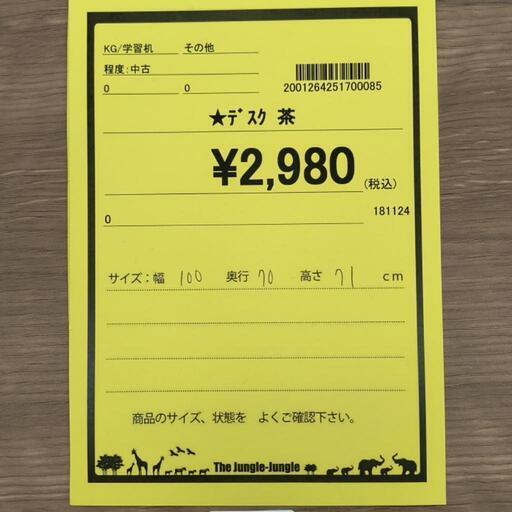 KG/学習机 その他
程度:中古
0 0
2001264251700085
★ﾃﾞｽｸ 茶
¥2,980(税込)
0 181124
サイズ:幅 100 奥行 70 高さ 71 cm
商品のサイズ、状態を よくご確認下さい。
The Jungle-Jungle